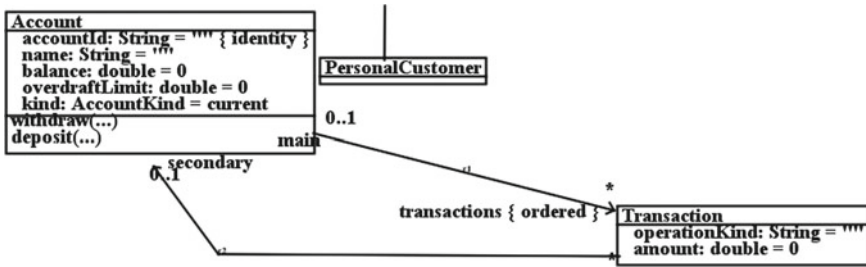 Account
accountId: String = "" { identity }
name: String = ""
balance: double = 0
overdraftLimit: double = 0
kind: AccountKind = current
withdraw(...)
deposit(...)
PersonalCustomer
0..1
main
secondary
0..1
*
transactions { ordered }
Transaction
operationKind: String = ""
amount: double = 0
*